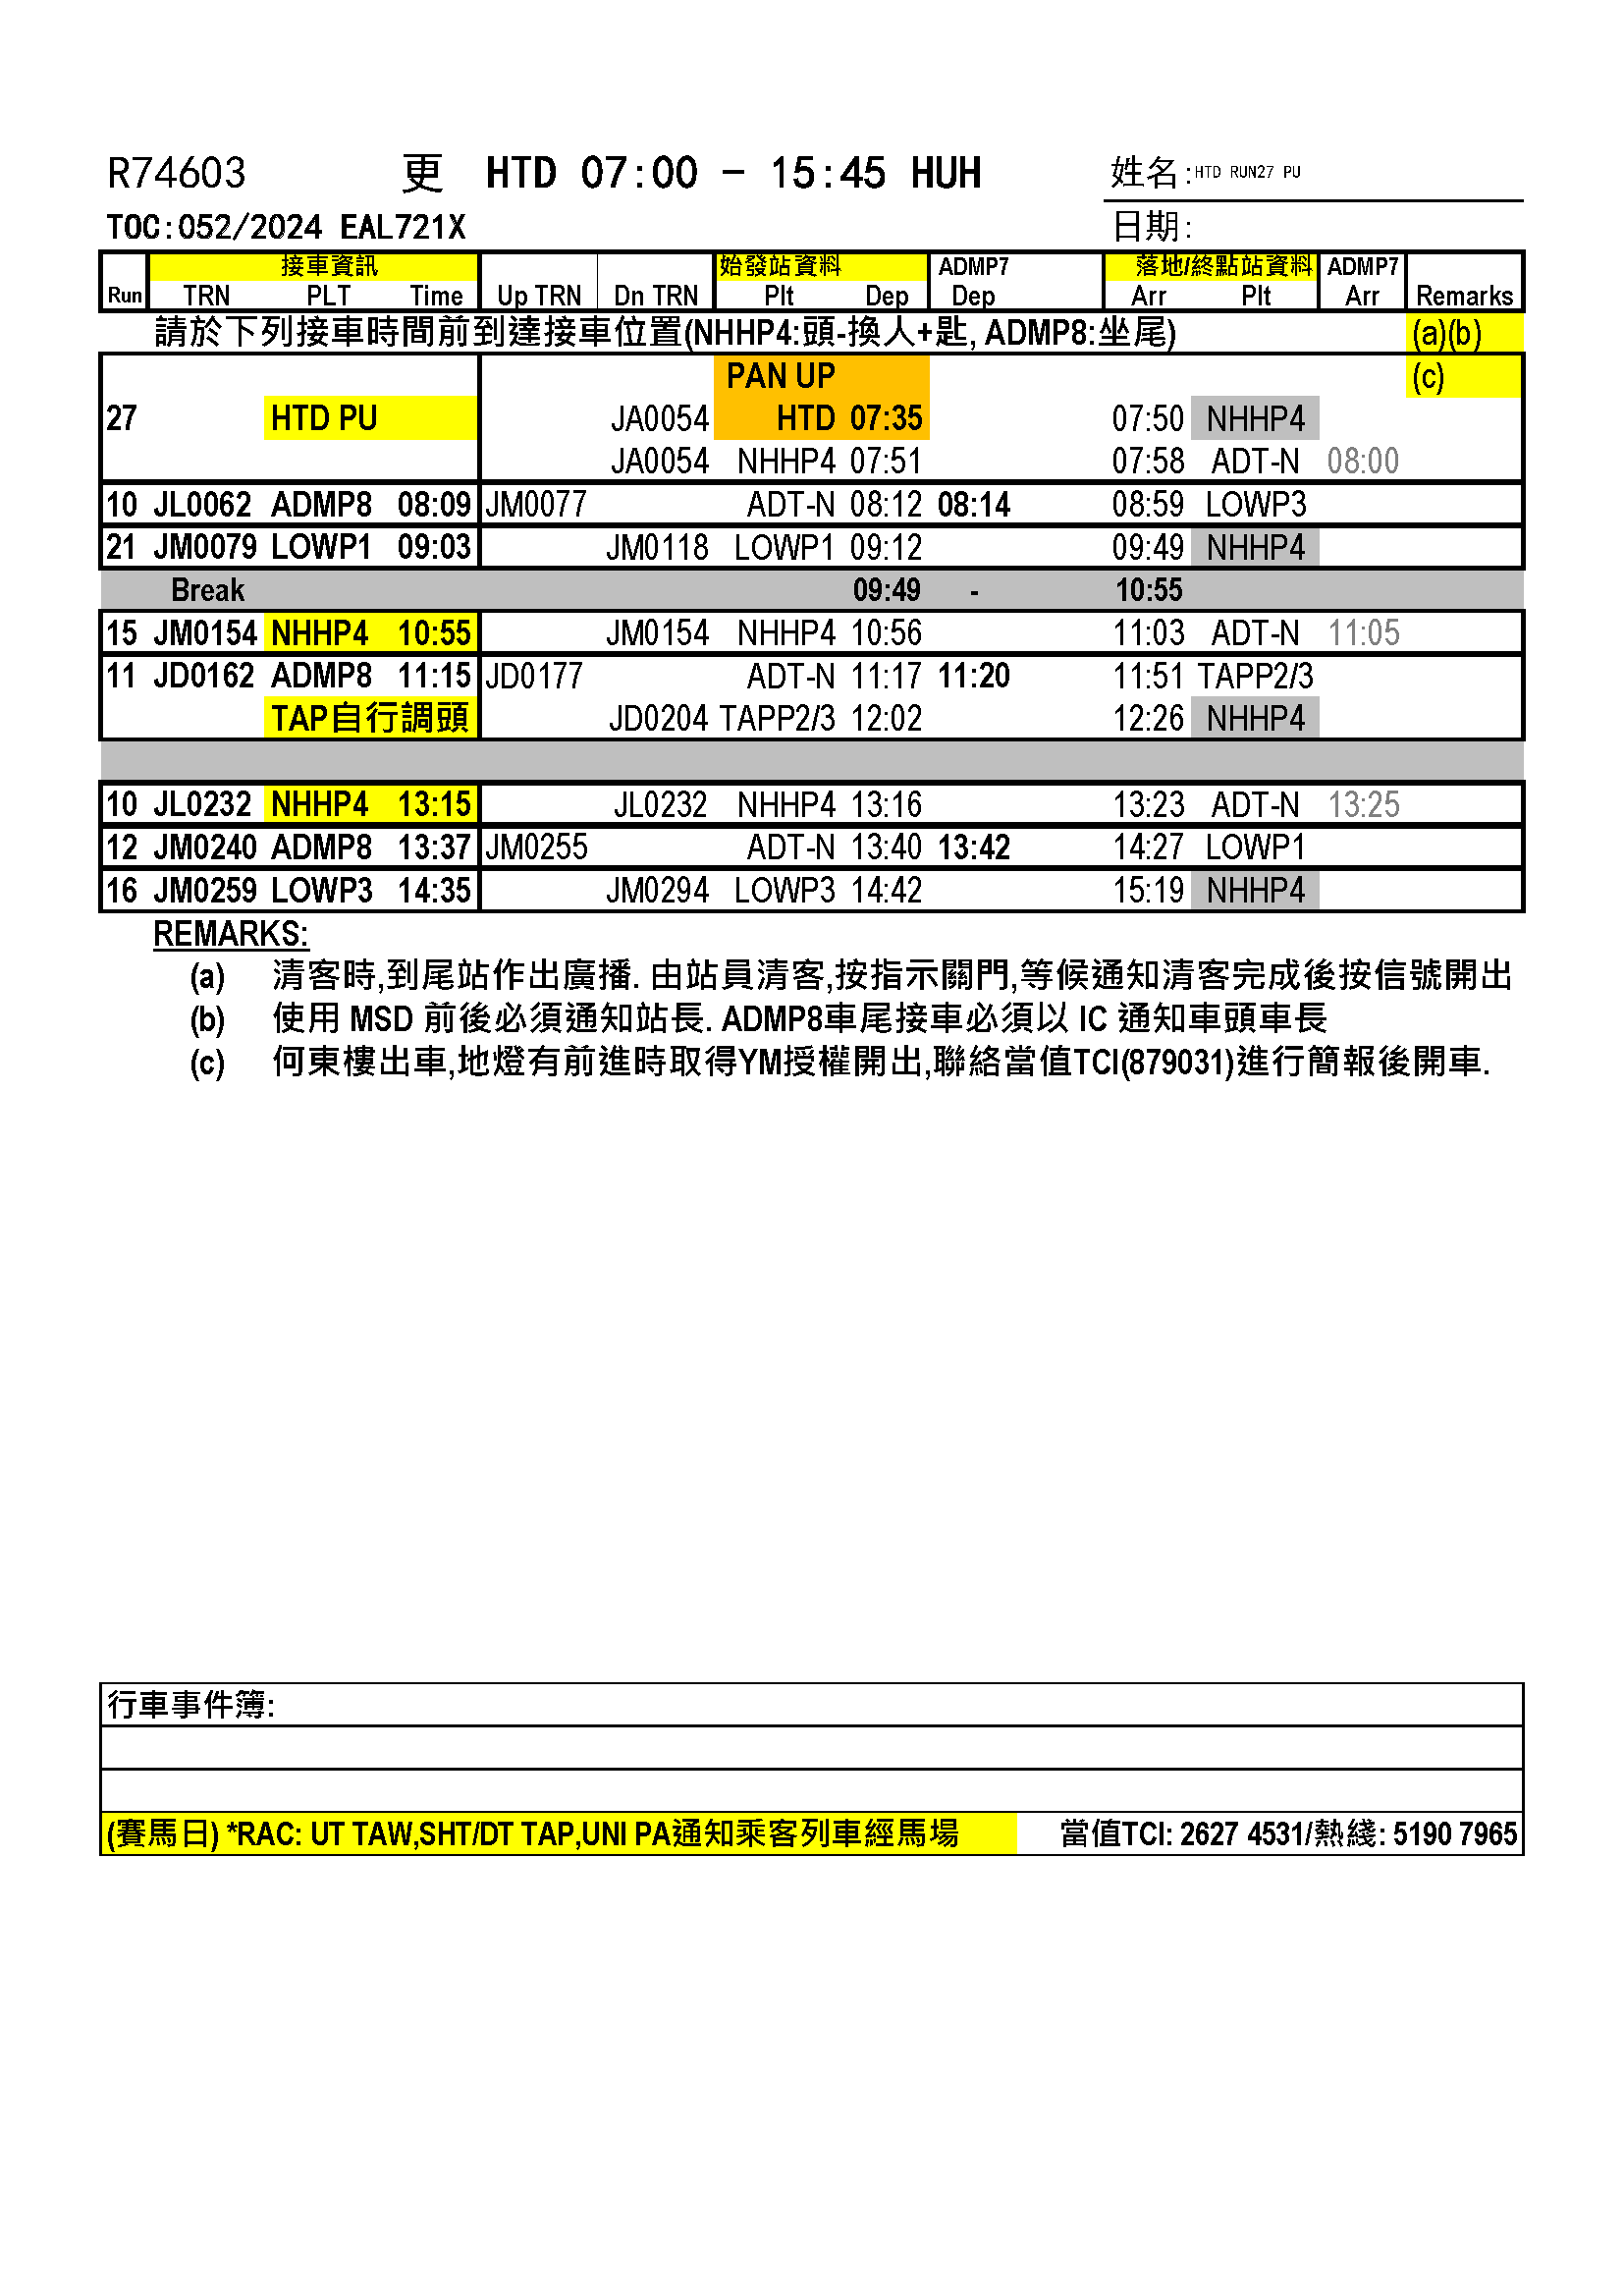 R74603 更 HTD 07:00 - 15:45 HUH 姓名:HTD RUN27 PU
TOC:052/2024 EAL721X 日期:
接車資訊 始發站資料 ADMP7 落地/終點站資料 ADMP7
Run TRN PLT Time Up TRN Dn TRN Plt Dep Dep Arr Plt Arr Remarks
請於下列接車時間前到達接車位置(NHHP4:頭-換人+匙, ADMP8:坐尾) (a)(b)
PAN UP (c)
27 HTD PU JA0054 HTD 07:35 07:50 NHHP4
JA0054 NHHP4 07:51 07:58 ADT-N 08:00
10 JL0062 ADMP8 08:09 JM0077 ADT-N 08:12 08:14 08:59 LOWP3
21 JM0079 LOWP1 09:03 JM0118 LOWP1 09:12 09:49 NHHP4
Break 09:49 - 10:55
15 JM0154 NHHP4 10:55 JM0154 NHHP4 10:56 11:03 ADT-N 11:05
11 JD0162 ADMP8 11:15 JD0177 ADT-N 11:17 11:20 11:51 TAPP2/3
TAP自行調頭 JD0204 TAPP2/3 12:02 12:26 NHHP4
10 JL0232 NHHP4 13:15 JL0232 NHHP4 13:16 13:23 ADT-N 13:25
12 JM0240 ADMP8 13:37 JM0255 ADT-N 13:40 13:42 14:27 LOWP1
16 JM0259 LOWP3 14:35 JM0294 LOWP3 14:42 15:19 NHHP4
REMARKS:
(a) 清客時,到尾站作出廣播. 由站員清客,按指示關門,等候通知清客完成後按信號開出
(b) 使用 MSD 前後必須通知站長. ADMP8車尾接車必須以 IC 通知車頭車長
(c) 何東樓出車,地燈有前進時取得YM授權開出,聯絡當值TCI(879031)進行簡報後開車.
行車事件簿:
(賽馬日) *RAC: UT TAW,SHT/DT TAP,UNI PA通知乘客列車經馬場 當值TCI: 2627 4531/熱綫: 5190 7965